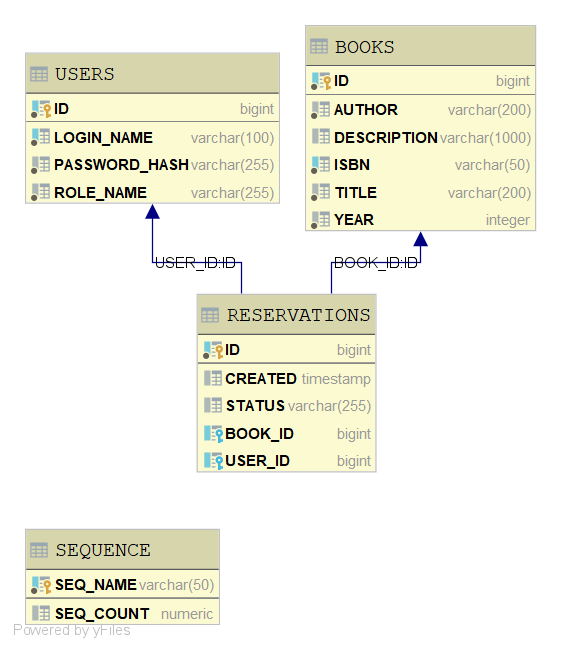 USERS
ID bigint
LOGIN_NAME varchar(100)
PASSWORD_HASH varchar(255)
ROLE_NAME varchar(255)
BOOKS
ID bigint
AUTHOR varchar(200)
DESCRIPTION varchar(1000)
ISBN varchar(50)
TITLE varchar(200)
YEAR integer
USER_ID:ID
BOOK_ID:ID
RESERVATIONS
ID bigint
CREATED timestamp
STATUS varchar(255)
BOOK_ID bigint
USER_ID bigint
SEQUENCE
SEQ_NAME varchar(50)
SEQ_COUNT numeric
Powered by yFiles